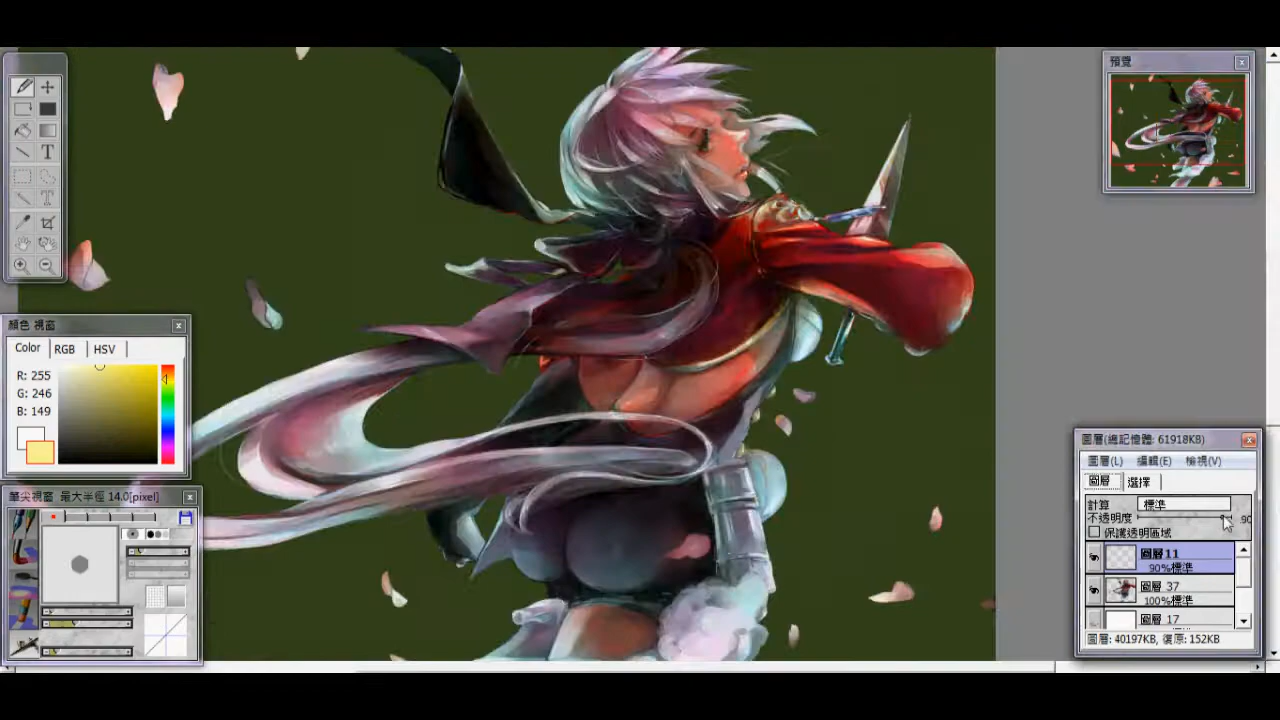 預覽
顏色 視窗
Color
RGB
HSV
R: 255
G: 246
B: 149
筆尖視窗 最大半徑 14.0[pixel]
圖層(總記憶體: 61918KB)
圖層(L) 編輯(E) 檢視(V)
圖層 選擇
計算 標準
不透明度 90
保護透明區域
圖層11
90%標準
圖層 37
100%標準
圖層 17
圖層: 40197KB, 復原: 152KB